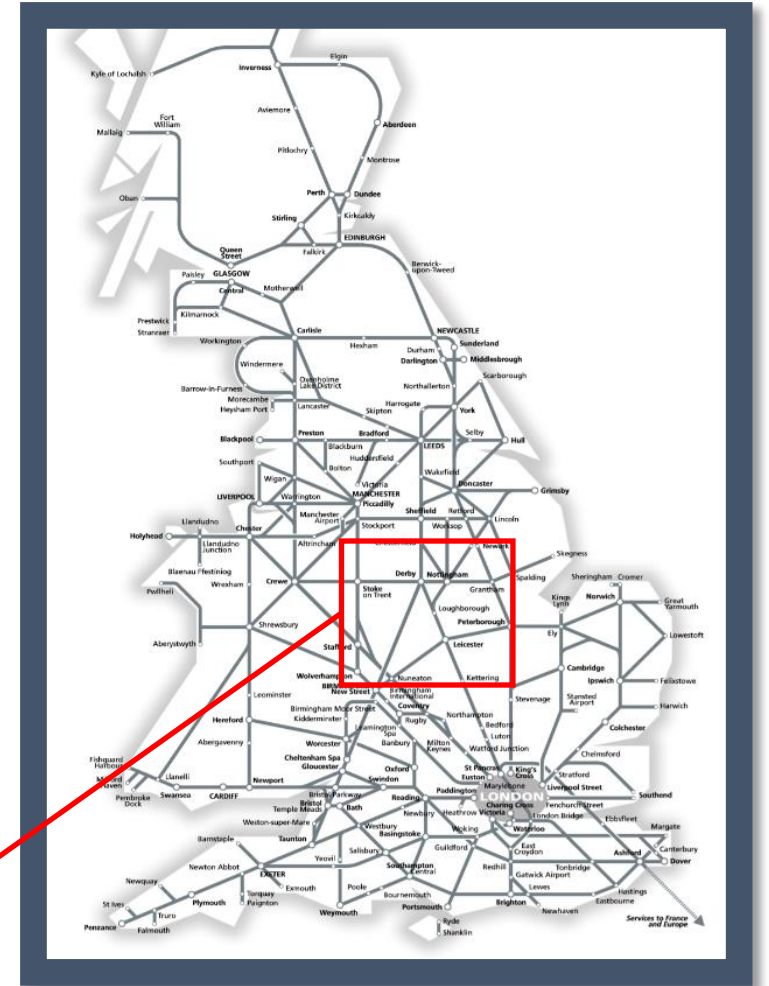 Kyle of Lochalsh
Inverness
Elgin
Aviemore
Aberdeen
Fort
William
Mallaig
Pitlochry
Montrose
Perth
Dundee
Oban
Stirling
Kirkcaldy
EDINBURGH
Falkirk
Queen
Street
GLASGOW
Central
Paisley
Motherwell
Berwick-
upon-Tweed
Prestwick
Stranraer
Kilmarnock
Carlisle
NEWCASTLE
Workington
Hexham
Durham
Sunderland
Darlington
Middlesbrough
Windermere
Scarborough
Oxenholme
Lake District
Northallerton
Barrow-in-Furness
Morecambe
Heysham Port
Lancaster
Harrogate
York
Skipton
Blackpool
Preston
Bradford
Selby
Hull
Blackburn
LEEDS
Huddersfield
Southport
Bolton
Wakefield
Wigan
Victoria
MANCHESTER
Piccadilly
Doncaster
Grimsby
LIVERPOOL
Warrington
Manchester
Airport
Sheffield
Retford
Llandudno
Stockport
Worksop
Lincoln
Holyhead
Chester
Llandudno
Junction
Altrincham
Newark
Skegness
Blaenau Ffestiniog
Derby
Nottingham
Spalding
Sheringham
Cromer
Pwllheli
Wrexham
Crewe
Stoke
on Trent
Grantham
Kings
Lynn
Norwich
Great
Yarmouth
Loughborough
Peterborough
Aberystwyth
Shrewsbury
Ely
Lowestoft
Stafford
Leicester
Wolverhampton
Cambridge
Nuneaton
Kettering
Ipswich
Felixstowe
New Street
Birmingham
International
Leominster
Stevenage
Stansted
Airport
Harwich
Birmingham Moor Street
Coventry
Kidderminster
Rugby
Northampton
Hereford
Colchester
Leamington
Spa
Bedford
Abergavenny
Worcester
Banbury
Milton
Keynes
Luton
Watford Junction
Chelmsford
Fishguard
Harbour
Cheltenham Spa
Gloucester
Oxford
St Pancras
Euston
King's
Cross
Stratford
Milford
Haven
Llanelli
Newport
Swindon
Marylebone
Liverpool Street
Pembroke
Dock
Swansea
CARDIFF
Bristol Parkway
Reading
Paddington
LONDON
Southend
Bristol
Temple Meads
Bath
Charing Cross
Fenchurch Street
Newbury
Heathrow
Victoria
London Bridge
Weston-super-Mare
Ebbsfleet
Westbury
Basingstoke
Woking
Waterloo
Margate
Barnstaple
Taunton
Guildford
East
Croydon
Canterbury
Salisbury
Ashford
Dover
Yeovil
Newton Abbot
EXETER
Southampton
Central
Redhill
Gatwick Airport
Tonbridge
Newquay
Exmouth
Poole
Lewes
Hastings
Torquay
Paignton
Bournemouth
Eastbourne
St Ives
Plymouth
Weymouth
Portsmouth
Brighton
Newhaven
Truro
Ryde
Services to France
and Europe
Penzance
Falmouth
Shanklin